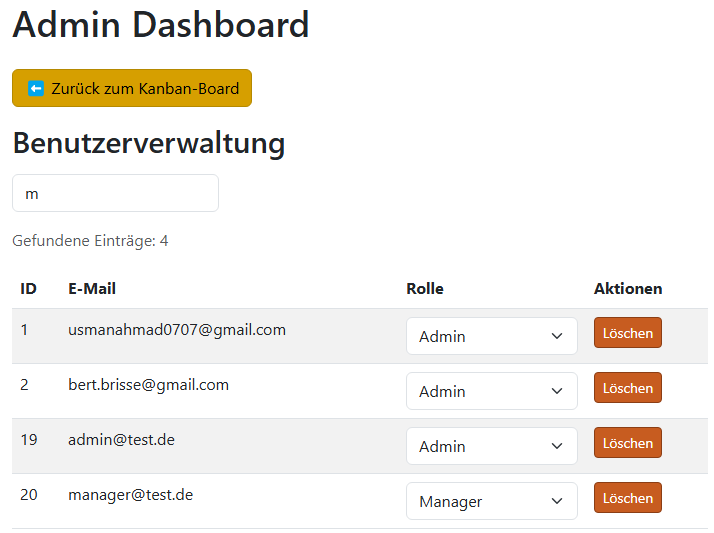 Admin Dashboard
⬅️ Zurück zum Kanban-Board
Benutzerverwaltung
m
Gefundene Einträge: 4
ID E-Mail Rolle Aktionen
1 usmanahmad0707@gmail.com Admin Löschen
2 bert.brisse@gmail.com Admin Löschen
19 admin@test.de Admin Löschen
20 manager@test.de Manager Löschen